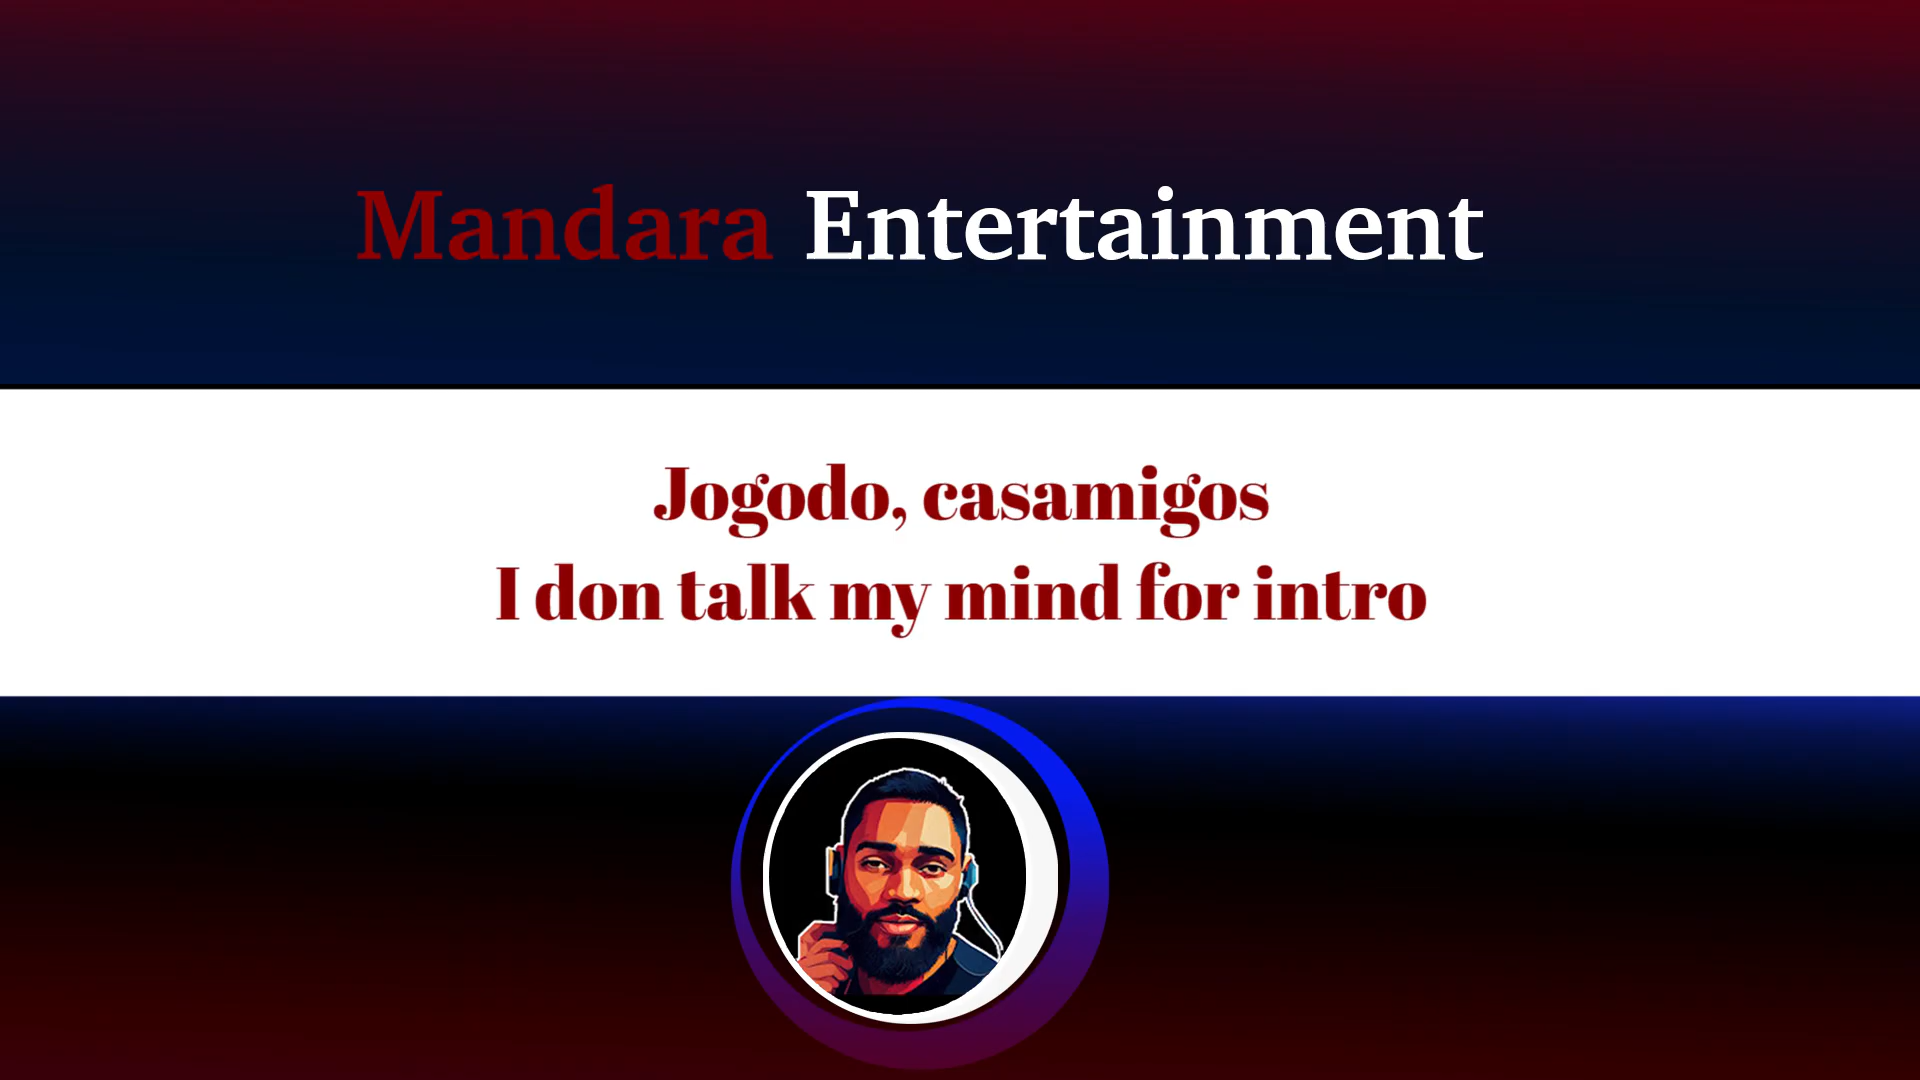 Mandara Entertainment
Jogodo, casamigos
I don talk my mind for intro